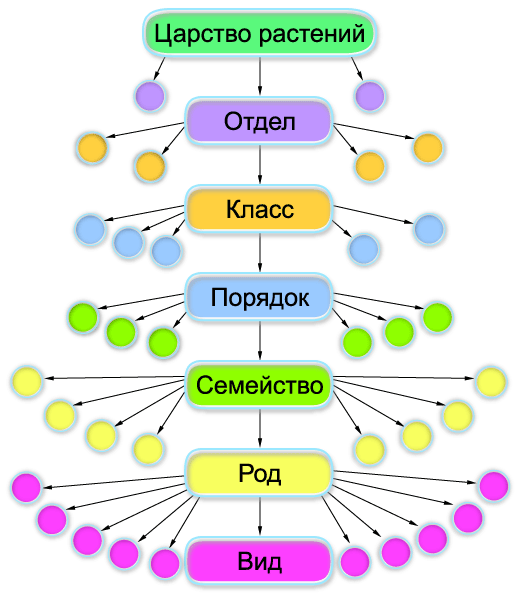 Царство растений
Отдел
Класс
Порядок
Семейство
Род
Вид